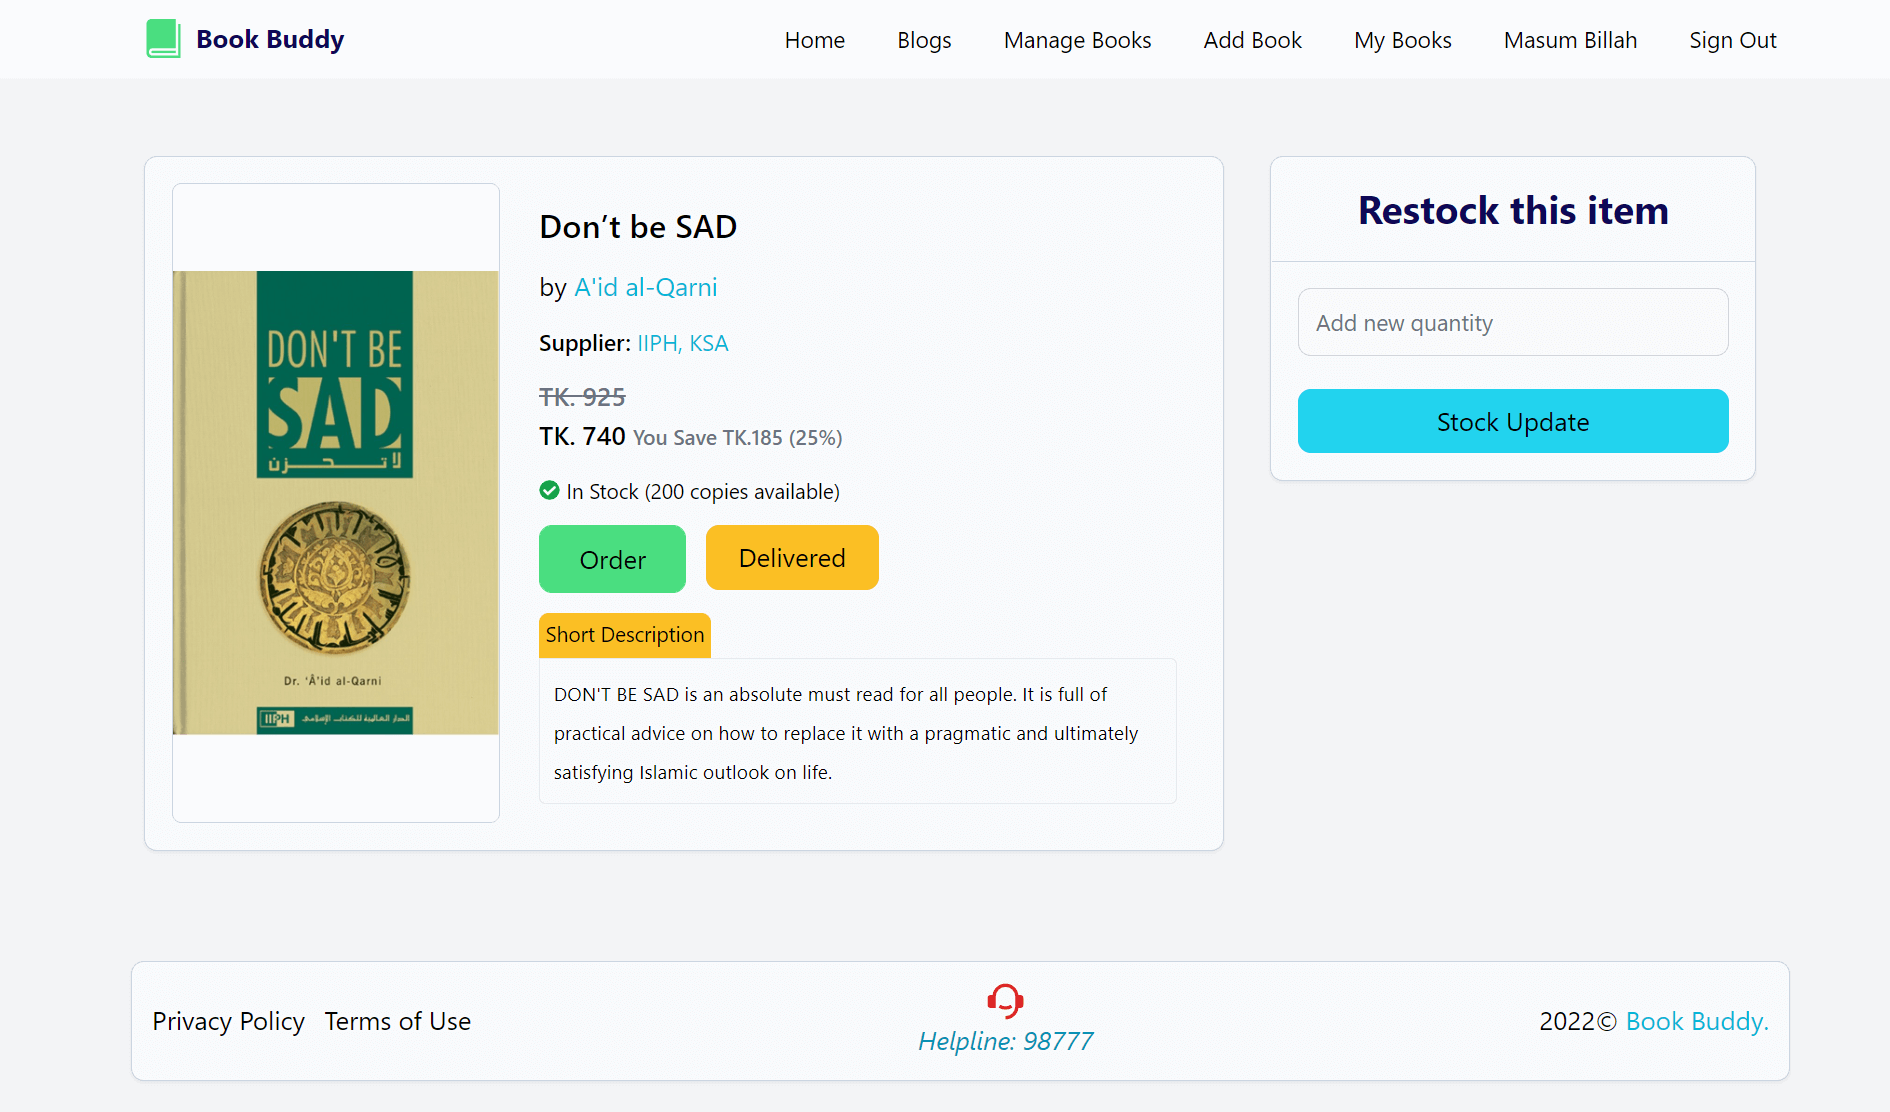 Book Buddy
Home Blogs Manage Books Add Book My Books Masum Billah Sign Out
DON'T BE
SAD
لا تحزن
Dr. 'Â'id al-Qarni
IIPH الدار العالمية للكتاب الإسلامي
Don’t be SAD
by A'id al-Qarni
Supplier: IIPH, KSA
TK. 925
TK. 740 You Save TK.185 (25%)
In Stock (200 copies available)
Order Delivered
Short Description
DON'T BE SAD is an absolute must read for all people. It is full of
practical advice on how to replace it with a pragmatic and ultimately
satisfying Islamic outlook on life.
Restock this item
Add new quantity
Stock Update
Privacy Policy Terms of Use
Helpline: 98777
2022© Book Buddy.